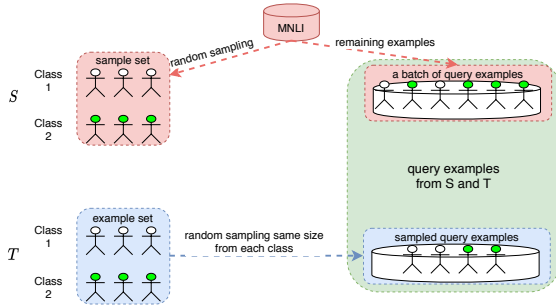 MNLI
random sampling
remaining examples
sample set
a batch of query examples
Class
1
S
Class
2
query examples
from S and T
example set
random sampling same size
from each class
sampled query examples
Class
1
T
Class
2